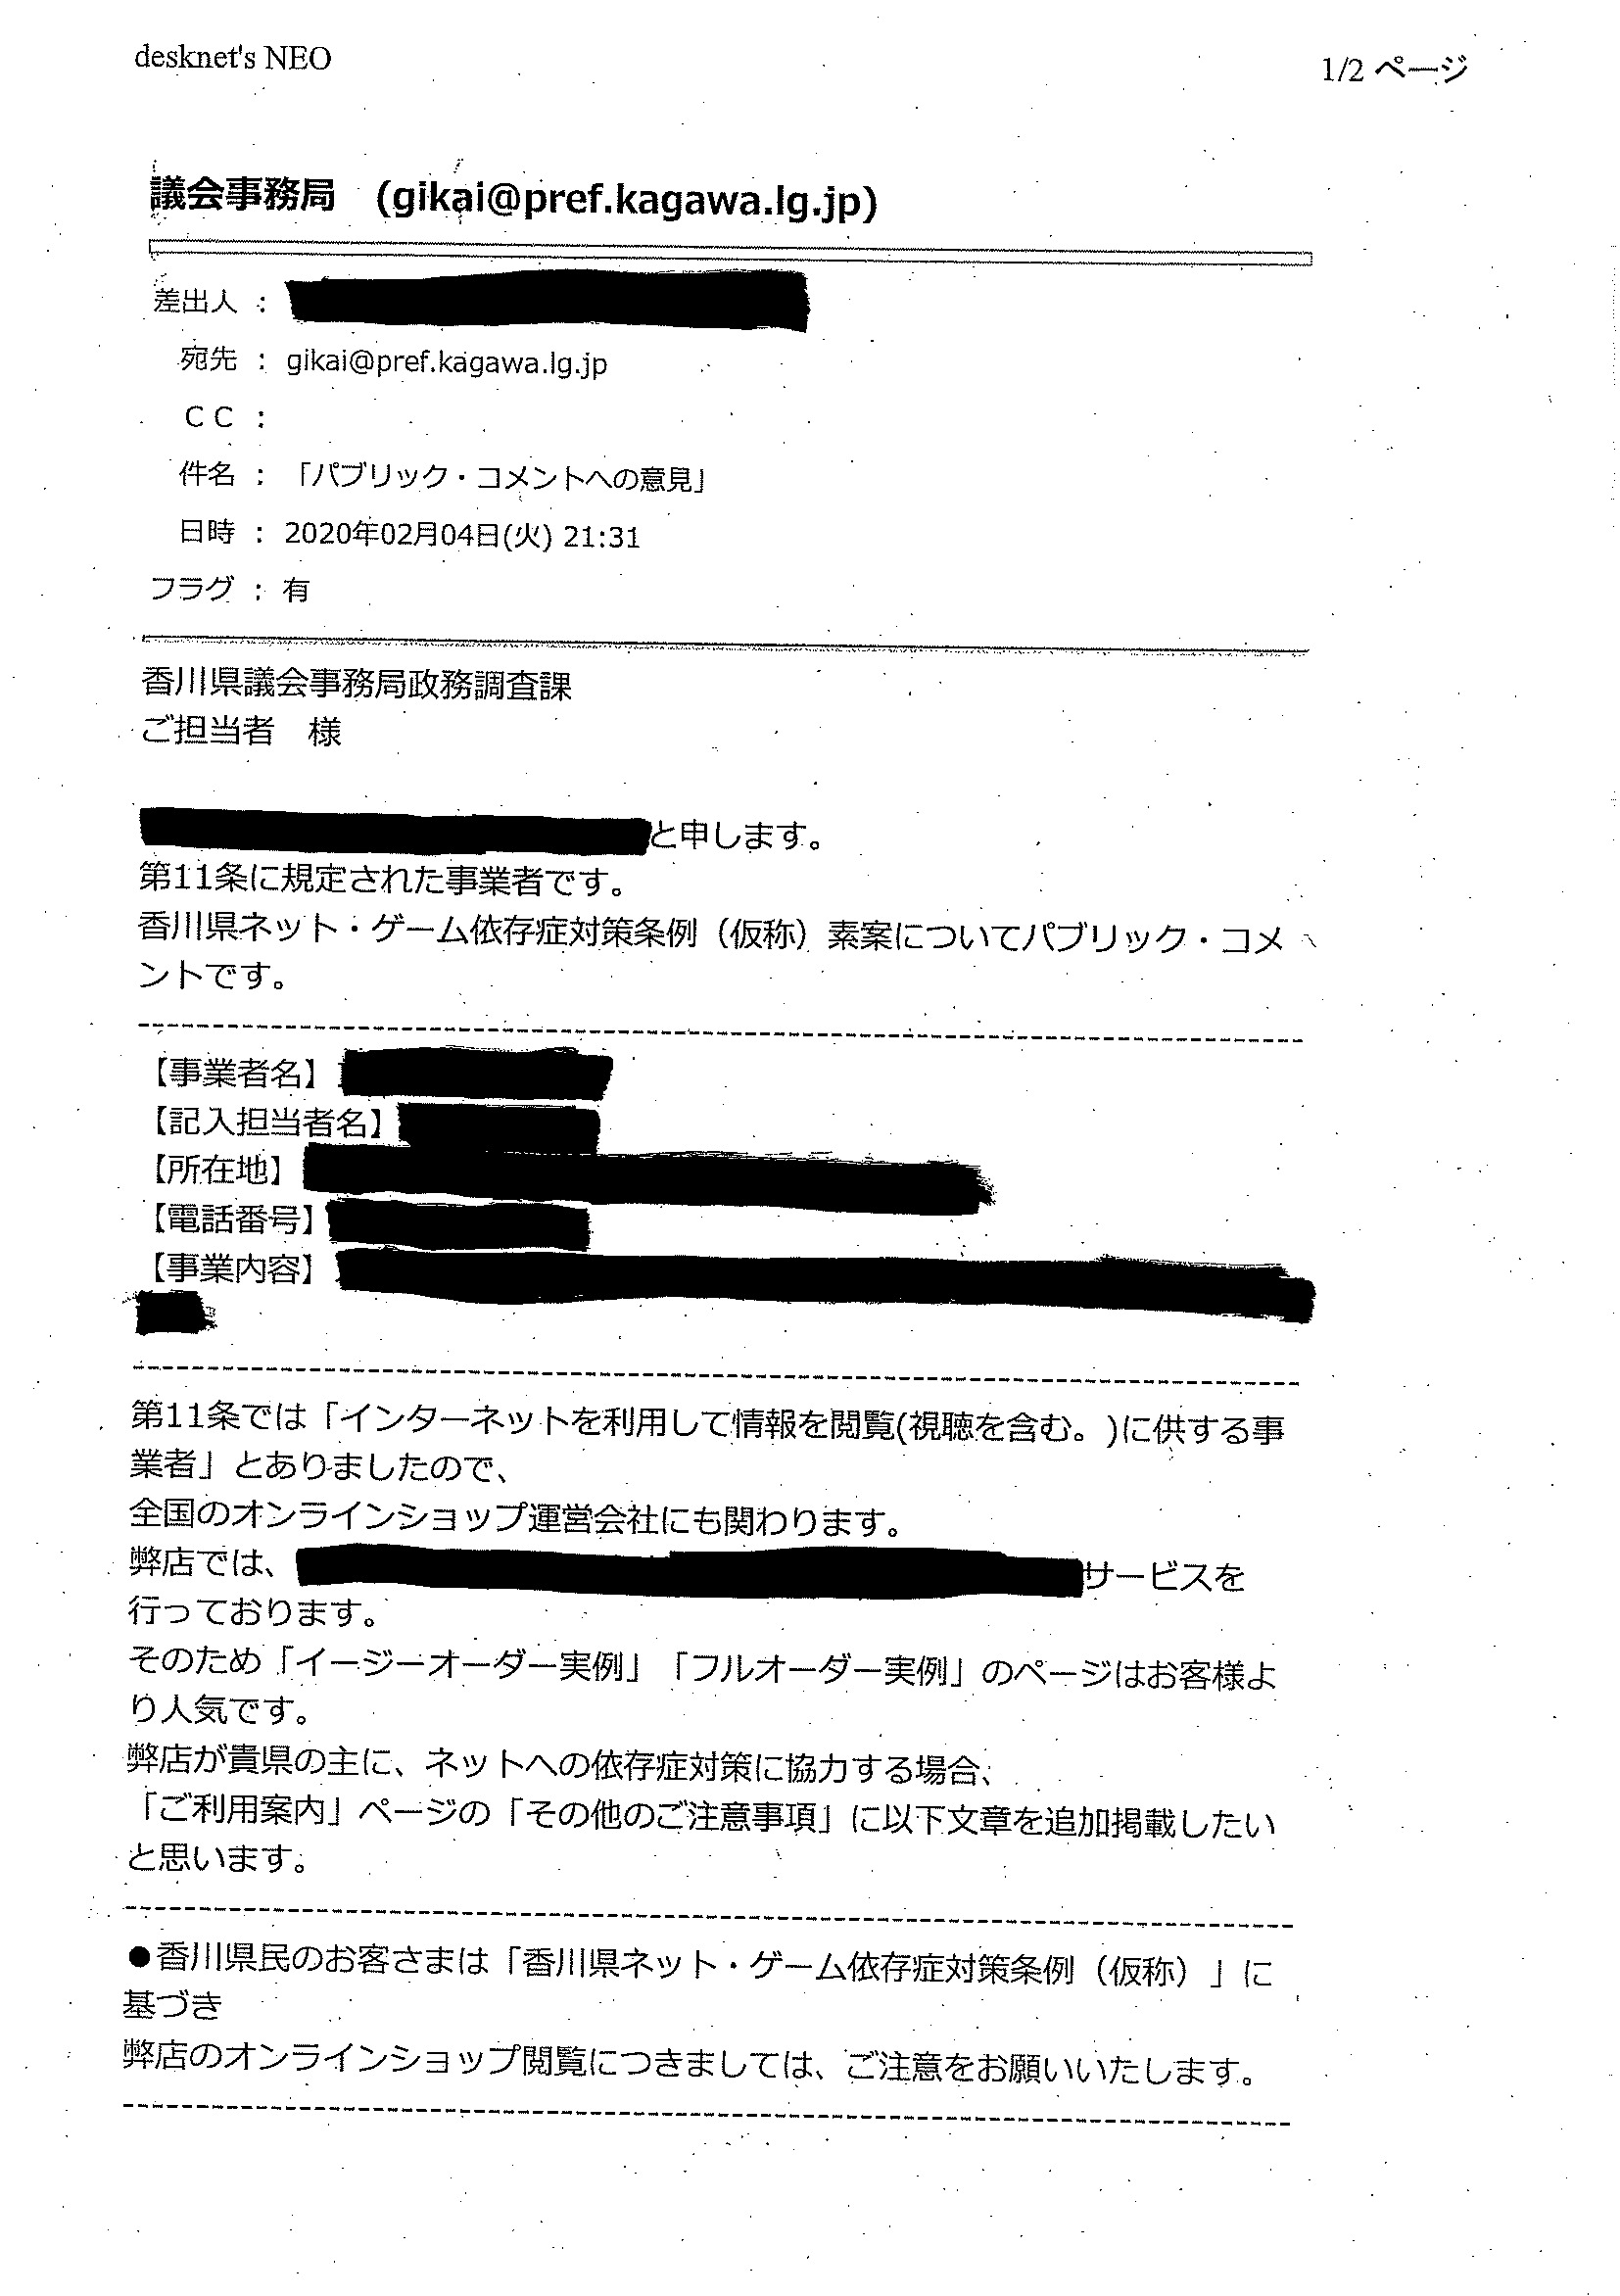 desknet's NEO
1/2 ページ
議会事務局　(gikai@pref.kagawa.lg.jp)
差出人 :
宛先 : gikai@pref.kagawa.lg.jp
ＣＣ :
件名 : 「パブリック・コメントへの意見」
日時 : 2020年02月04日(火) 21:31
フラグ : 有
香川県議会事務局政務調査課
ご担当者　様
と申します。
第11条に規定された事業者です。
香川県ネット・ゲーム依存症対策条例（仮称）素案についてパブリック・コメ
ントです。
【事業者名】
【記入担当者名】
【所在地】
【電話番号】
【事業内容】
第11条では「インターネットを利用して情報を閲覧(視聴を含む。)に供する事
業者」とありましたので、
全国のオンラインショップ運営会社にも関わります。
弊店では、サービスを
行っております。
そのため「イージーオーダー実例」「フルオーダー実例」のページはお客様よ
り人気です。
弊店が貴県の主に、ネットへの依存症対策に協力する場合、
「ご利用案内」ページの「その他のご注意事項」に以下文章を追加掲載したい
と思います。
●香川県民のお客さまは「香川県ネット・ゲーム依存症対策条例（仮称）」に
基づき
弊店のオンラインショップ閲覧につきましては、ご注意をお願いいたします。